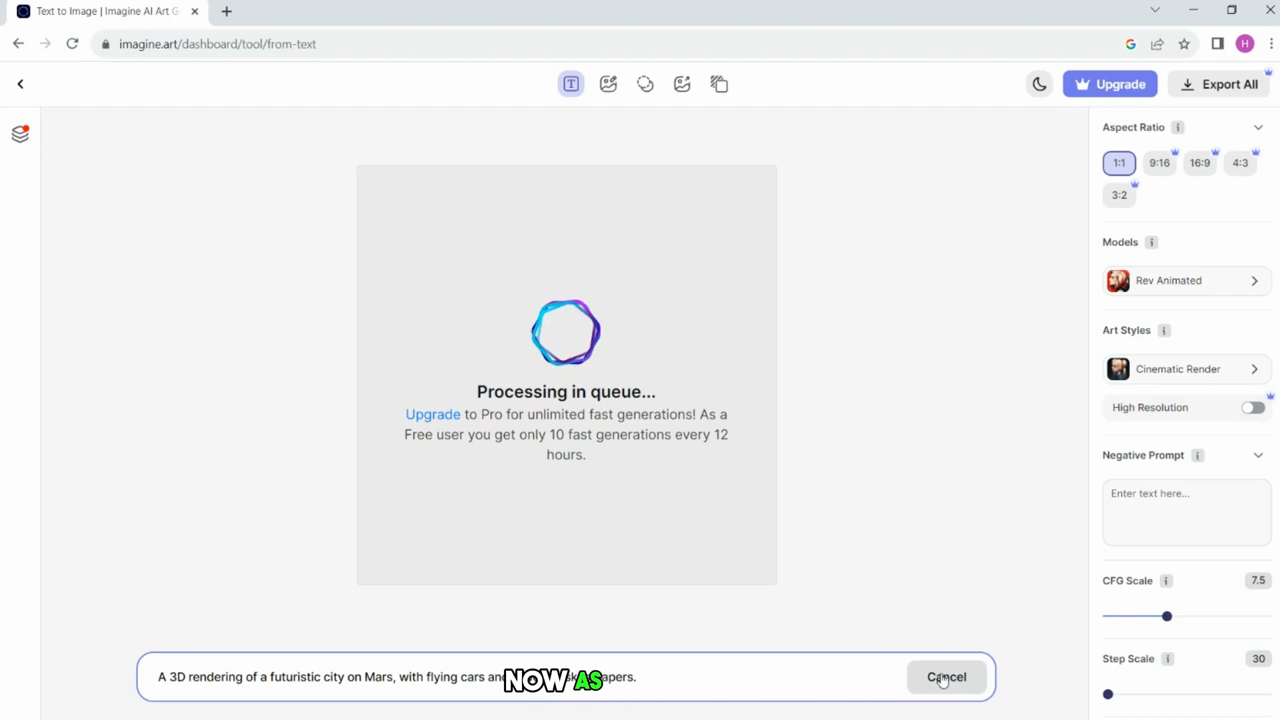 Text to Image | Imagine AI Art G
imagine.art/dashboard/tool/from-text
H
T
Upgrade
Export All
Aspect Ratio i
1:1
9:16
16:9
4:3
3:2
Models i
Rev Animated
Art Styles i
Cinematic Render
High Resolution
Negative Prompt i
Enter text here...
CFG Scale i 7.5
Step Scale i 30
Processing in queue...
Upgrade to Pro for unlimited fast generations! As a
Free user you get only 10 fast generations every 12
hours.
A 3D rendering of a futuristic city on Mars, with flying cars
Cancel
NOW AS